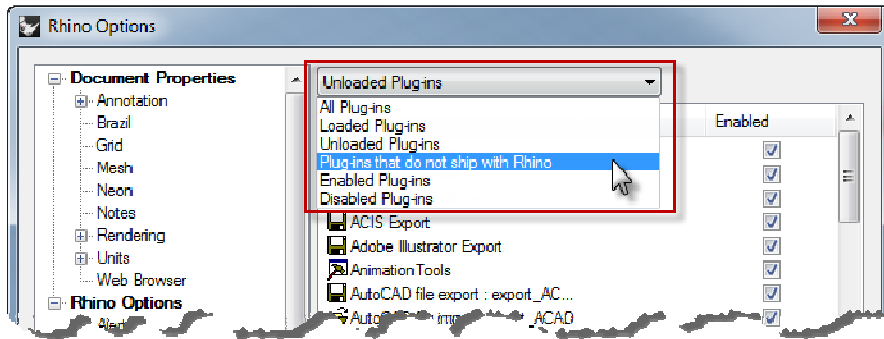 Rhino Options
x
Document Properties
Annotation
Brazil
Grid
Mesh
Neon
Notes
Rendering
Units
Web Browser
Rhino Options
Unloaded Plug-ins
All Plug-ins
Loaded Plug-ins
Unloaded Plug-ins
Plug-ins that do not ship with Rhino
Enabled Plug-ins
Disabled Plug-ins
Enabled
ACIS Export
Adobe Illustrator Export
Animation Tools
AutoCAD file export : export_AC...
ACAD